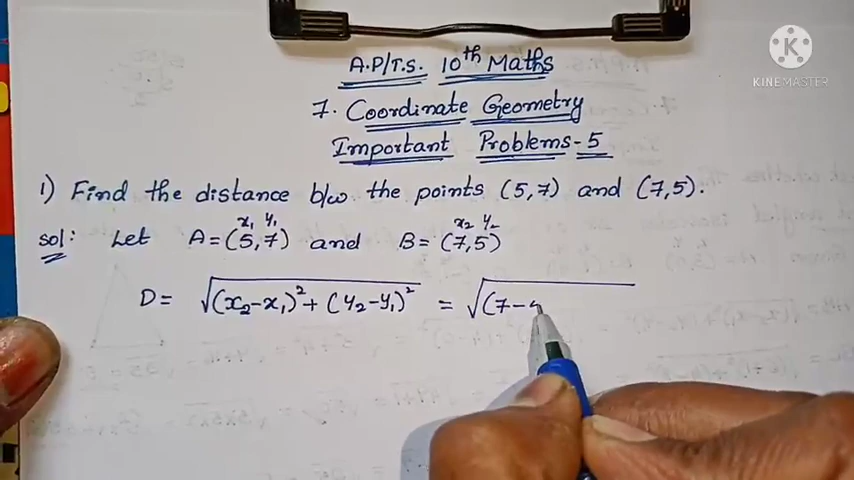 K
KINEMASTER
A.P/T.S. 10th Maths
7. Coordinate Geometry
Important Problems-5
1) Find the distance b/w the points (5,7) and (7,5).
x₁ y₁ x₂ y₂
sol: Let A=(5,7) and B=(7,5)
D= √(x₂-x₁)²+(y₂-y₁)² = √(7-